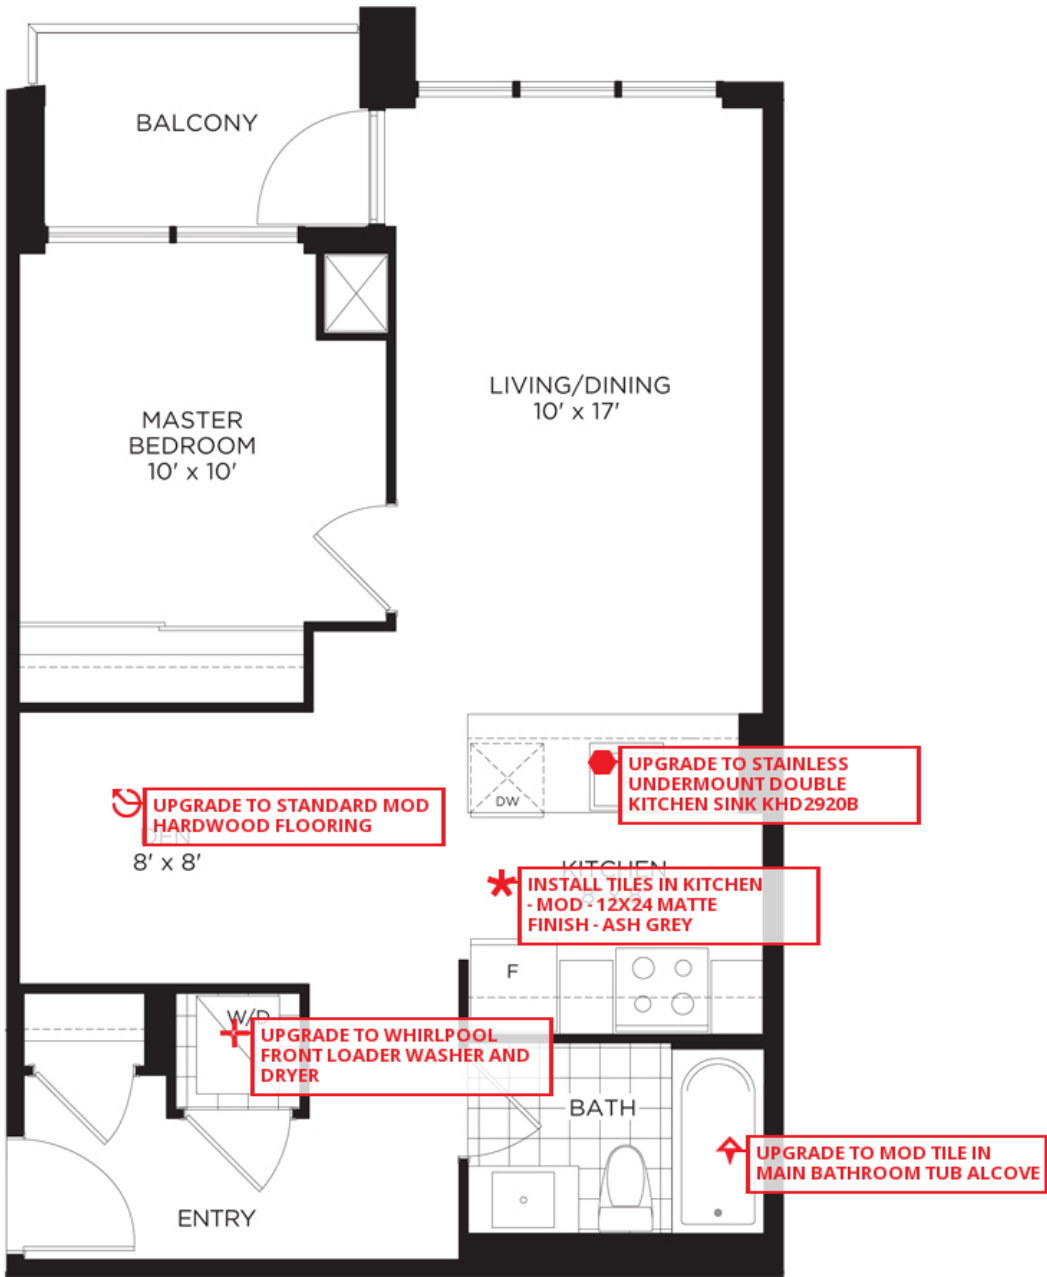 BALCONY
LIVING/DINING
10' x 17'
MASTER
BEDROOM
10' x 10'
DW
UPGRADE TO STAINLESS
UNDERMOUNT DOUBLE
KITCHEN SINK KHD2920B
UPGRADE TO STANDARD MOD
HARDWOOD FLOORING
DEN
8' x 8'
KITCHEN
INSTALL TILES IN KITCHEN
- MOD - 12X24 MATTE
FINISH - ASH GREY
F
W/D
UPGRADE TO WHIRLPOOL
FRONT LOADER WASHER AND
DRYER
BATH
UPGRADE TO MOD TILE IN
MAIN BATHROOM TUB ALCOVE
ENTRY